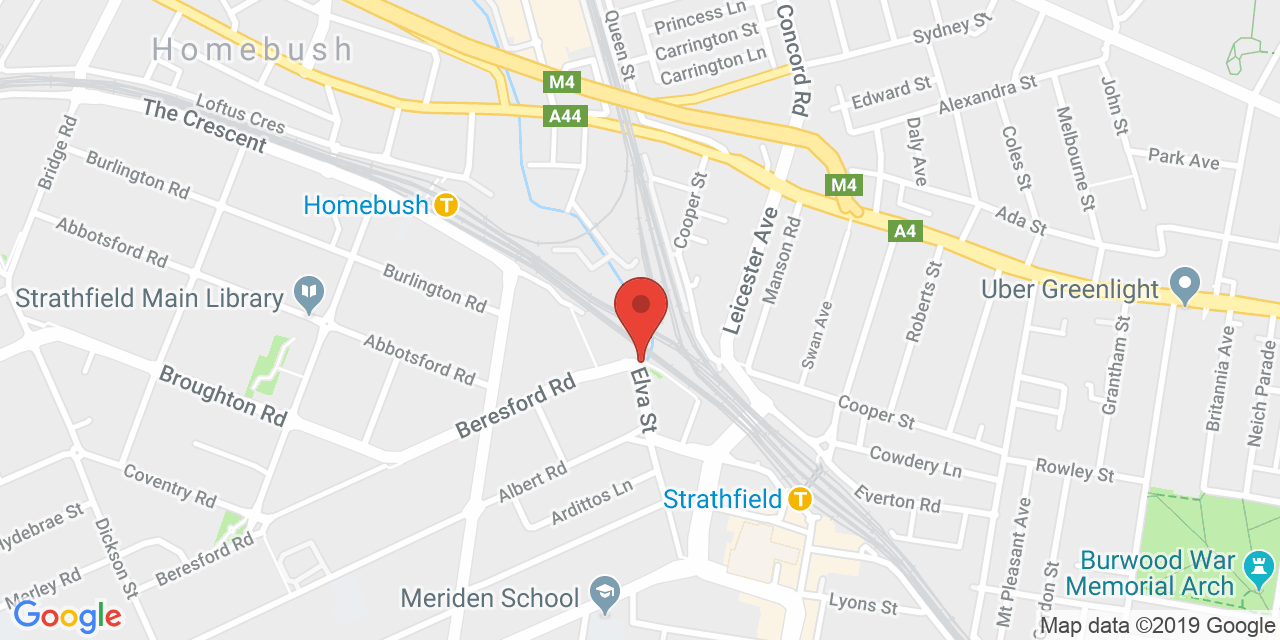 Princess Ln
Carrington St
Carrington Ln
Queen St
Concord Rd
Sydney St
Homebush
M4
A44
Edward St
Alexandra St
John St
Loftus Cres
The Crescent
Bridge Rd
Daly Ave
Coles St
Melbourne St
Park Ave
Burlington Rd
Homebush
T
M4
Cooper St
Leicester Ave
Manson Rd
Ada St
A4
Abbotsford Rd
Burlington Rd
Strathfield Main Library
Uber Greenlight
Roberts St
Swan Ave
Grantham St
Britannia Ave
Neich Parade
Abbotsford Rd
Broughton Rd
Beresford Rd
Elva St
Cooper St
Cowdery Ln
Rowley St
Coventry Rd
Albert Rd
Ardittos Ln
Strathfield
T
Everton Rd
Dickson St
Beresford Rd
Mt Pleasant Ave
Burwood War
Memorial Arch
Morley Rd
Meriden School
Lyons St
Google
Map data ©2019 Google